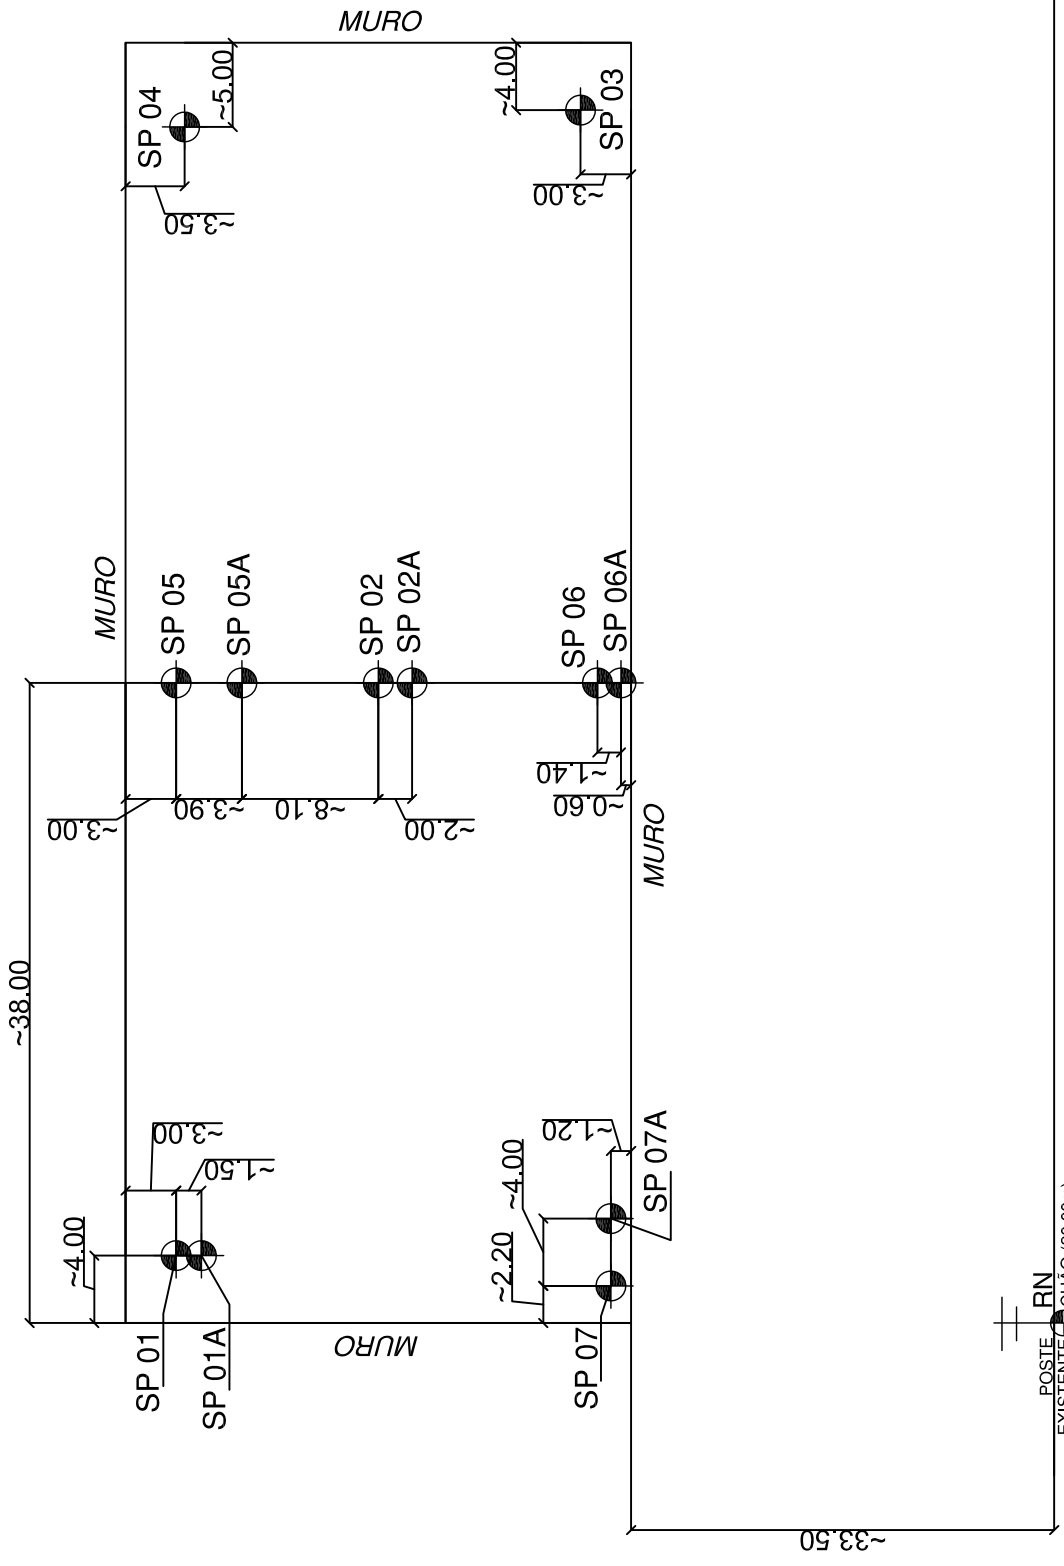 MURO
SP 04
~5.00
~3.50
~4.00
SP 03
~3.00
MURO
SP 05
SP 05A
SP 02
SP 02A
SP 06
SP 06A
~3.00
~3.90
~8.10
~2.00
~1.40
~0.60
MURO
~38.00
~4.00
~3.00
~1.50
SP 01
SP 01A
MURO
~2.20
~4.00
~1.20
SP 07
SP 07A
~33.50
RN
POSTE
EXISTENTE